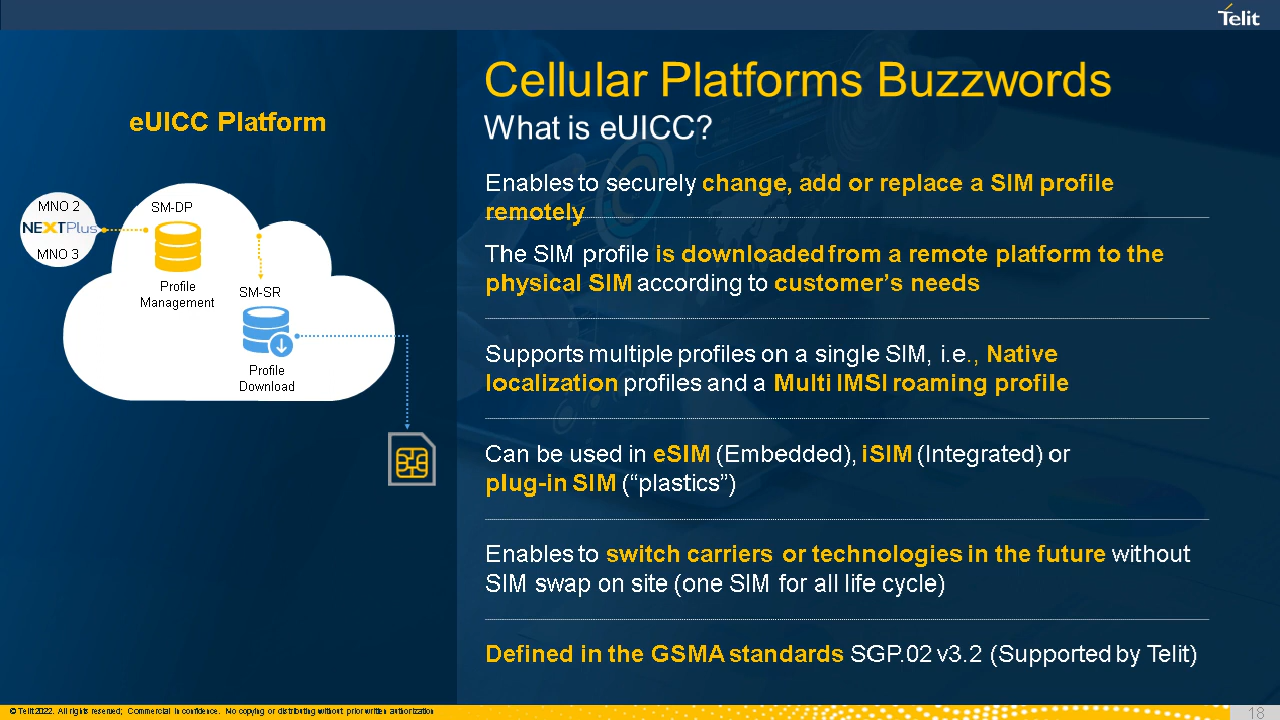 Telit
Cellular Platforms Buzzwords
What is eUICC?
eUICC Platform
MNO 2
NEXTPlus
MNO 3
SM-DP
Profile
Management
SM-SR
Profile
Download
Enables to securely change, add or replace a SIM profile
remotely
The SIM profile is downloaded from a remote platform to the
physical SIM according to customer’s needs
Supports multiple profiles on a single SIM, i.e., Native
localization profiles and a Multi IMSI roaming profile
Can be used in eSIM (Embedded), iSIM (Integrated) or
plug-in SIM (“plastics”)
Enables to switch carriers or technologies in the future without
SIM swap on site (one SIM for all life cycle)
Defined in the GSMA standards SGP.02 v3.2 (Supported by Telit)
© Telit 2022. All rights reserved; Commercial in confidence. No copying or distributing without prior written authorization
18